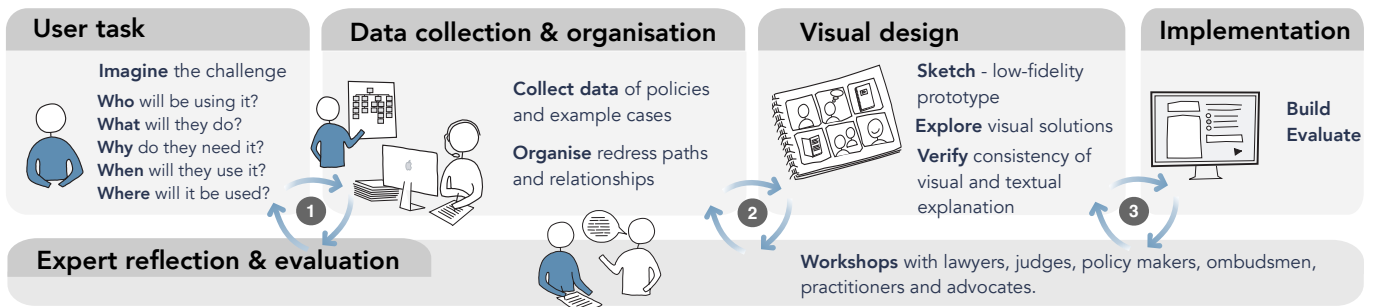 User task
Imagine the challenge
Who will be using it?
What will they do?
Why do they need it?
When will they use it?
Where will it be used?
1
Data collection & organisation
Collect data of policies
and example cases
Organise redress paths
and relationships
2
Visual design
Sketch - low-fidelity
prototype
Explore visual solutions
Verify consistency of
visual and textual
explanation
3
Implementation
Build
Evaluate
Expert reflection & evaluation
Workshops with lawyers, judges, policy makers, ombudsmen,
practitioners and advocates.